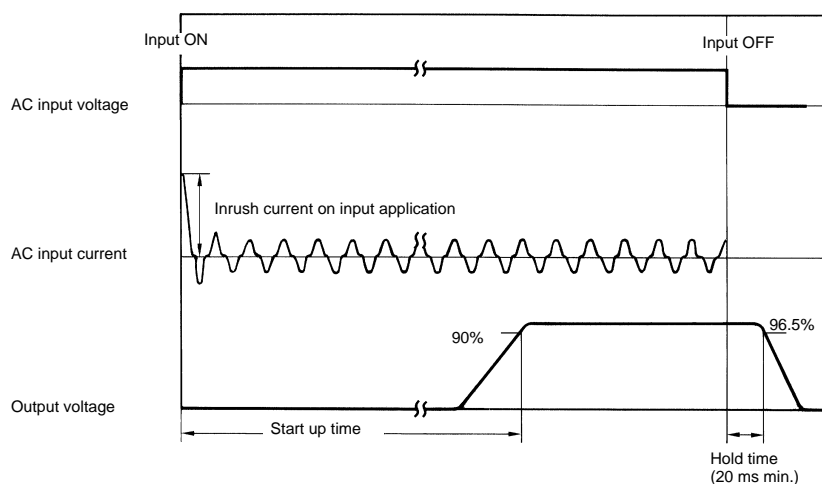 Input ON
Input OFF
AC input voltage
Inrush current on input application
AC input current
90%
96.5%
Output voltage
Start up time
Hold time
(20 ms min.)